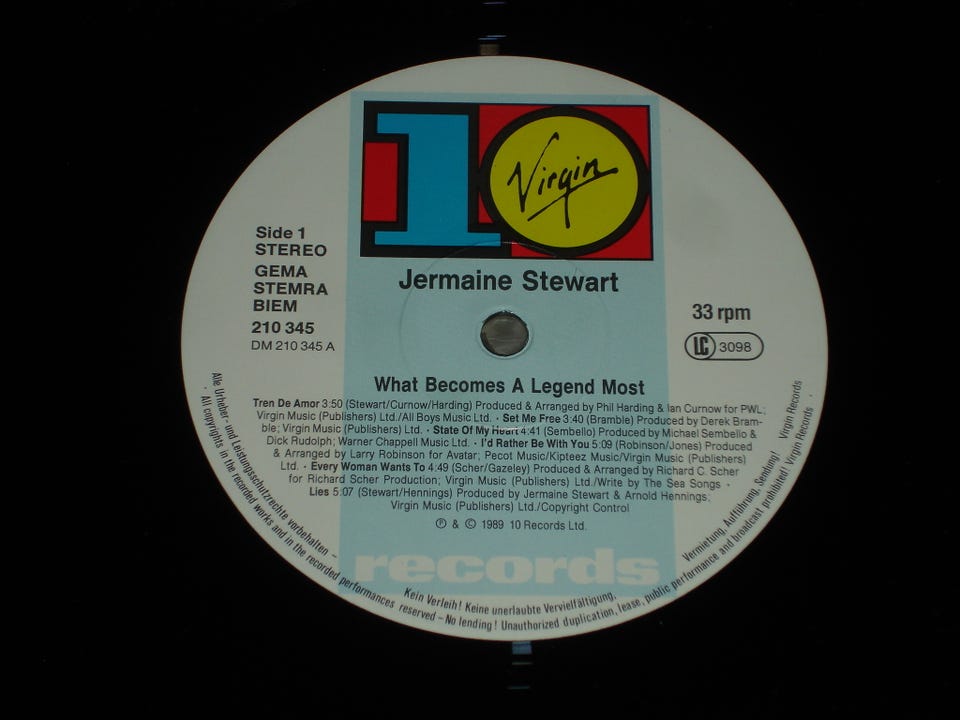 10
Virgin
Side 1
STEREO
GEMA
STEMRA
BIEM
210 345
DM 210 345 A
Jermaine Stewart
33 rpm
LC 3098
What Becomes A Legend Most
Tren De Amor 3:50 (Stewart/Curnow/Harding) Produced & Arranged by Phil Harding & Ian Curnow for PWL;
Virgin Music (Publishers) Ltd./All Boys Music Ltd. · Set Me Free 3:40 (Bramble) Produced by Derek Bram-
ble; Virgin Music (Publishers) Ltd. · State Of My Heart 4:41 (Sembello) Produced by Michael Sembello &
Dick Rudolph; Warner Chappell Music Ltd. · I'd Rather Be With You 5:09 (Robinson/Jones) Produced
& Arranged by Larry Robinson for Avatar; Pecot Music/Kipteez Music/Virgin Music (Publishers)
Ltd. · Every Woman Wants To 4:49 (Scher/Gazeley) Produced & Arranged by Richard C. Scher
for Richard Scher Production; Virgin Music (Publishers) Ltd./Write by The Sea Songs ·
Lies 5:07 (Stewart/Hennings) Produced by Jermaine Stewart & Arnold Hennings;
Virgin Music (Publishers) Ltd./Copyright Control
℗ & © 1989 10 Records Ltd.
records
Alle Urheber- und Leistungsschutzrechte vorbehalten – Kein Verleih! Keine unerlaubte Vervielfältigung, Vermietung, Aufführung, Sendung! Virgin Records
· All copyrights in the recorded works and in the recorded performances reserved – No lending! Unauthorized duplication, lease, public performance and broadcast prohibited! Virgin Records ·